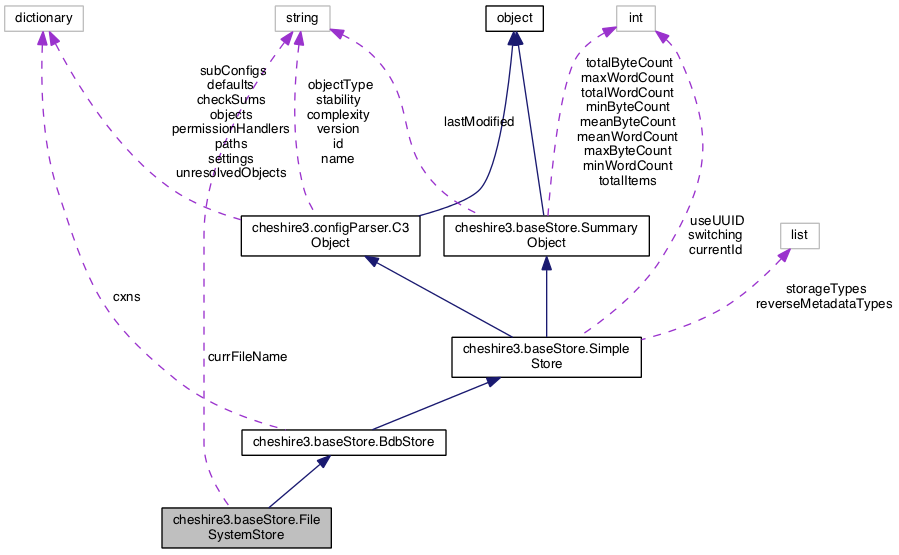 dictionary
string
object
int
subConfigs
defaults
checkSums
objects
permissionHandlers
paths
settings
unresolvedObjects
objectType
stability
complexity
version
id
name
lastModified
totalByteCount
maxWordCount
totalWordCount
minByteCount
meanByteCount
meanWordCount
maxByteCount
minWordCount
totalItems
cheshire3.configParser.C3
Object
cheshire3.baseStore.Summary
Object
useUUID
switching
currentId
list
storageTypes
reverseMetadataTypes
cxns
currFileName
cheshire3.baseStore.Simple
Store
cheshire3.baseStore.BdbStore
cheshire3.baseStore.File
SystemStore